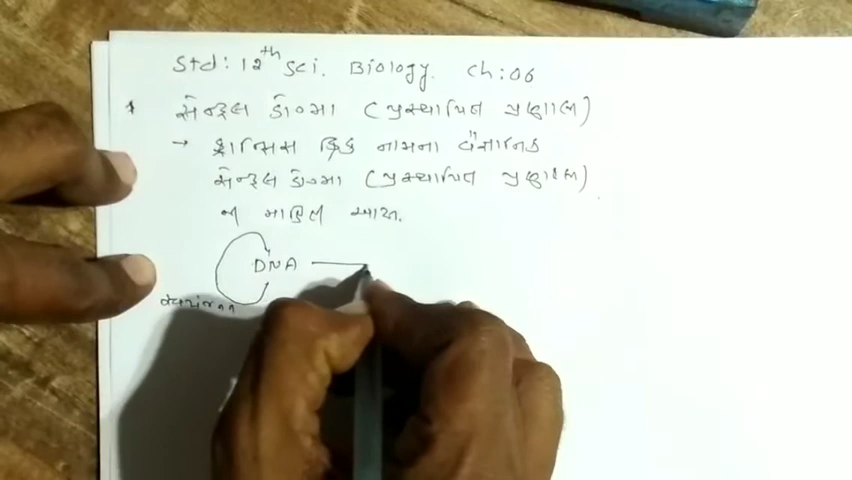 Std: 12th Sci. Biology. Ch: 06
* સેન્ટ્રલ ડોગ્મા (પ્રસ્થાપિત પ્રણાલિ)
→ ફ્રાન્સિસ ક્રિક નામના વૈજ્ઞાનિકે
સેન્ટ્રલ ડોગ્મા (પ્રસ્થાપિત પ્રણાલિ)
ની માહિતી આપી.
DNA